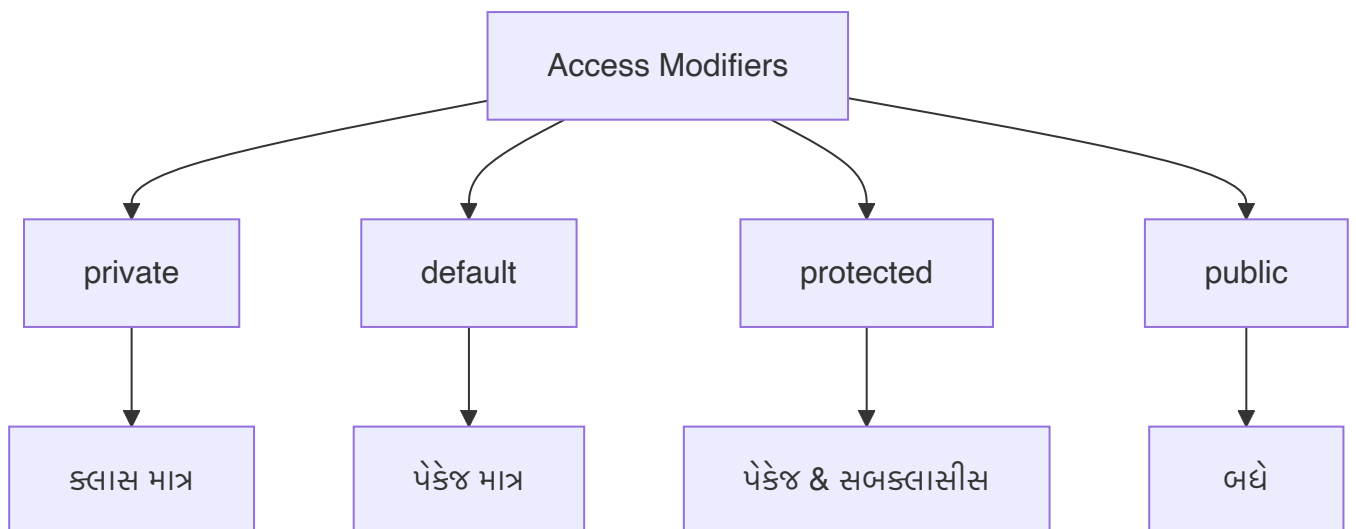 Access Modifiers
private
default
protected
public
ક્લાસ માત્ર
પેકેજ માત્ર
પેકેજ & સબક્લાસીસ
બધે